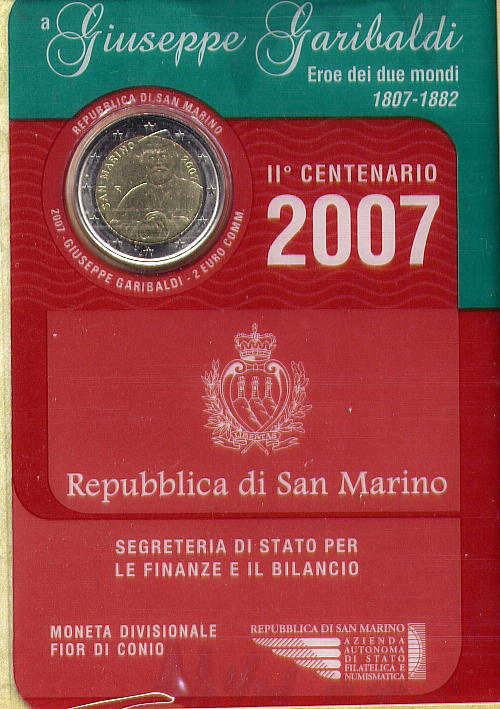 a
Giuseppe Garibaldi
Eroe dei due mondi
1807-1882
REPUBBLICA DI SAN MARINO
SAN MARINO
2007
2007 - GIUSEPPE GARIBALDI - 2 EURO COMM.
II° CENTENARIO
2007
LIBERTAS
Repubblica di San Marino
SEGRETERIA DI STATO PER
LE FINANZE E IL BILANCIO
MONETA DIVISIONALE
FIOR DI CONIO
REPUBBLICA DI SAN MARINO
AZIENDA
AUTONOMA
DI STATO
FILATELICA E
NUMISMATICA